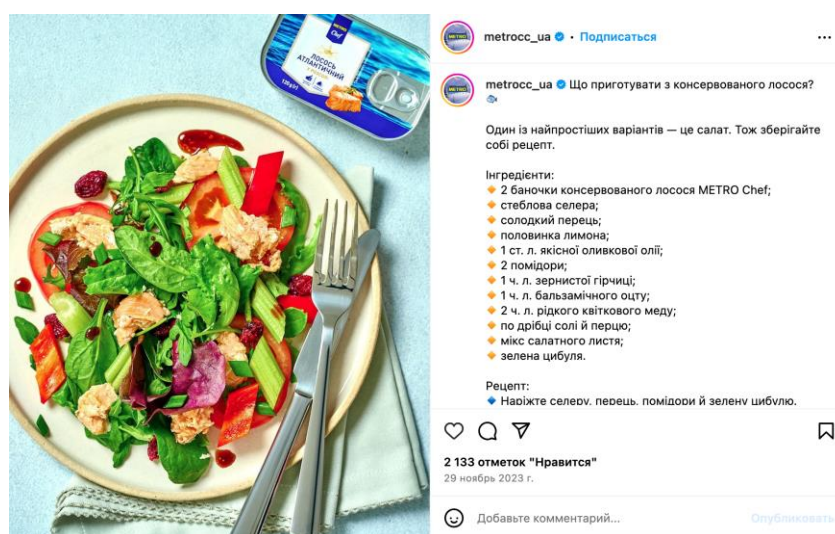 METRO
Chef
ЛОСОСЬ
АТЛАНТИЧНИЙ
120g(г)
metrocc_ua • Подписаться
metrocc_ua Що приготувати з консервованого лосося?
Один із найпростіших варіантів — це салат. Тож зберігайте
собі рецепт.
Інгредієнти:
2 баночки консервованого лосося METRO Chef;
стеблова селера;
солодкий перець;
половинка лимона;
1 ст. л. якісної оливкової олії;
2 помідори;
1 ч. л. зернистої гірчиці;
1 ч. л. бальзамічного оцту;
2 ч. л. рідкого квіткового меду;
по дрібці солі й перцю;
мікс салатного листя;
зелена цибуля.
Рецепт:
Наріжте селеру, перець, помідори й зелену цибулю.
2 133 отметок "Нравится"
29 ноябрь 2023 г.
Добавьте комментарий...
Опубликовать